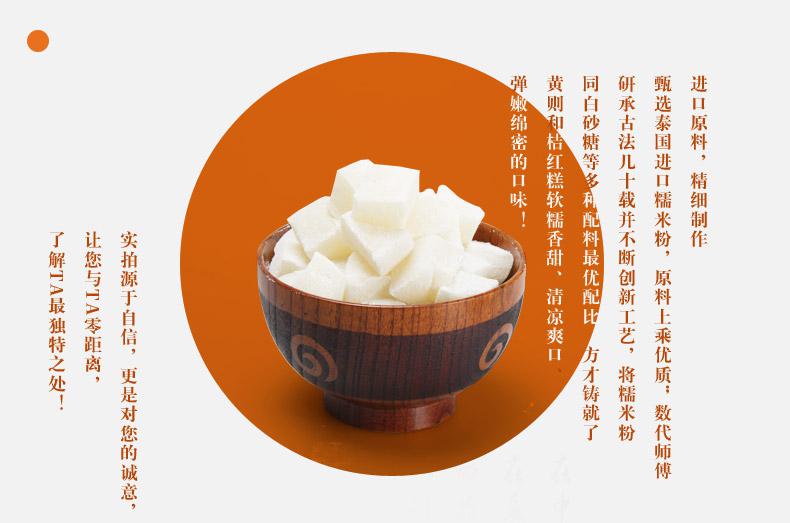 进口原料，精细制作
甄选泰国进口糯米粉，原料上乘优质；数代师傅
研承古法几十载并不断创新工艺，将糯米粉
同白砂糖等多种配料最优配比 方才铸就了
黄则和桔红糕软糯香甜、清凉爽口、
弹嫩绵密的口味！
实拍源于自信，更是对您的诚意，
让您与TA零距离，
了解TA最独特之处！